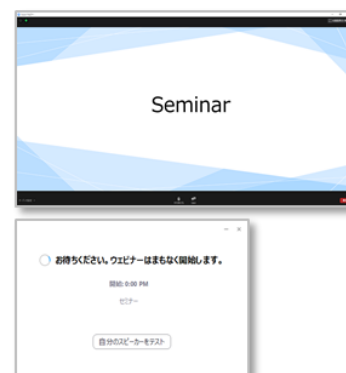 Seminar
お待ちください。ウェビナーはまもなく開始します。
開始: 0:00 PM
セミナー
自分のスピーカーをテスト